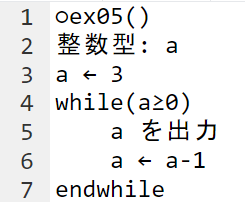 1 ○ex05()
2 整数型: a
3 a ← 3
4 while(a≥0)
5     a を出力
6     a ← a-1
7 endwhile